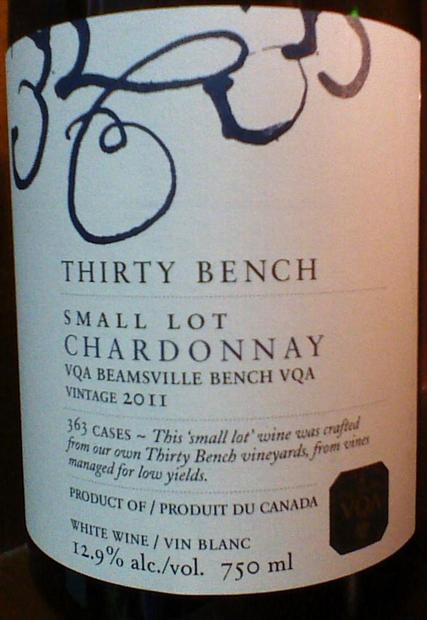 THIRTY BENCH
SMALL LOT
CHARDONNAY
VQA BEAMSVILLE BENCH VQA
VINTAGE 2011
363 CASES ~ This 'small lot' wine was crafted
from our own Thirty Bench vineyards, from vines
managed for low yields.
PRODUCT OF / PRODUIT DU CANADA
WHITE WINE / VIN BLANC
12.9% alc./vol. 750 ml
VQA